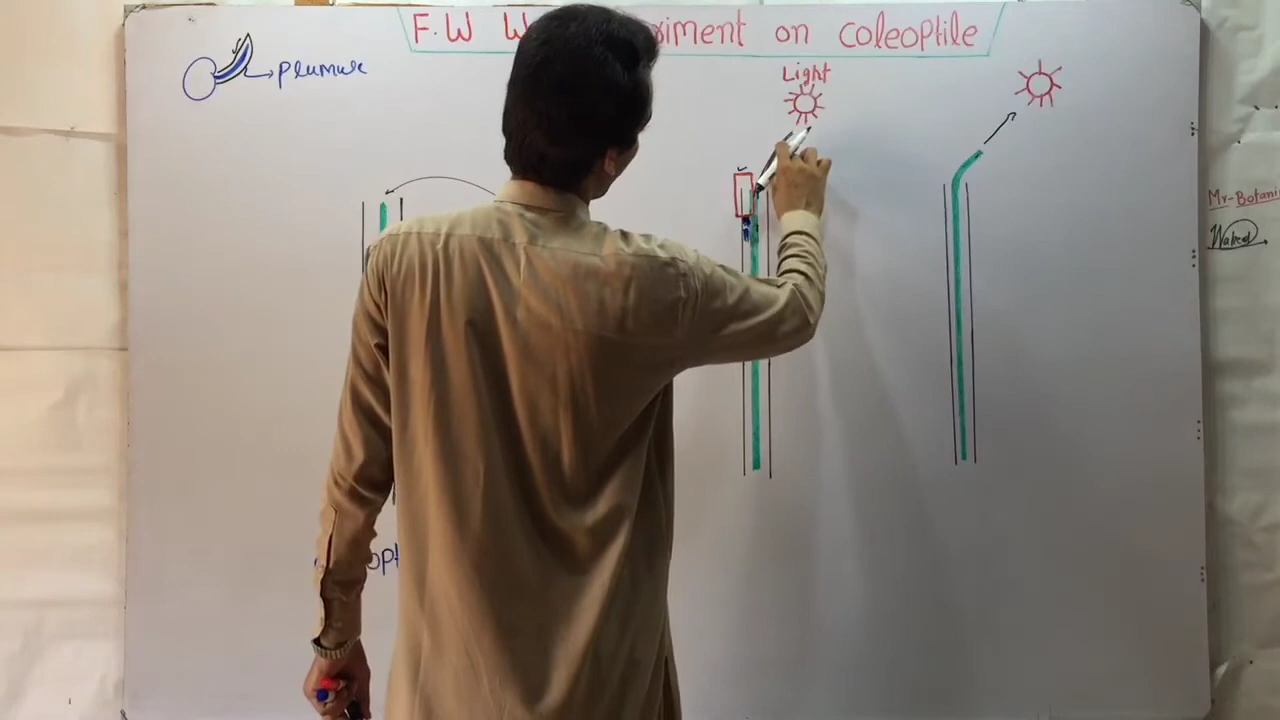 F.W W riment on coleoptile
plumule
Light
Mr-Botani
Waheed
opt